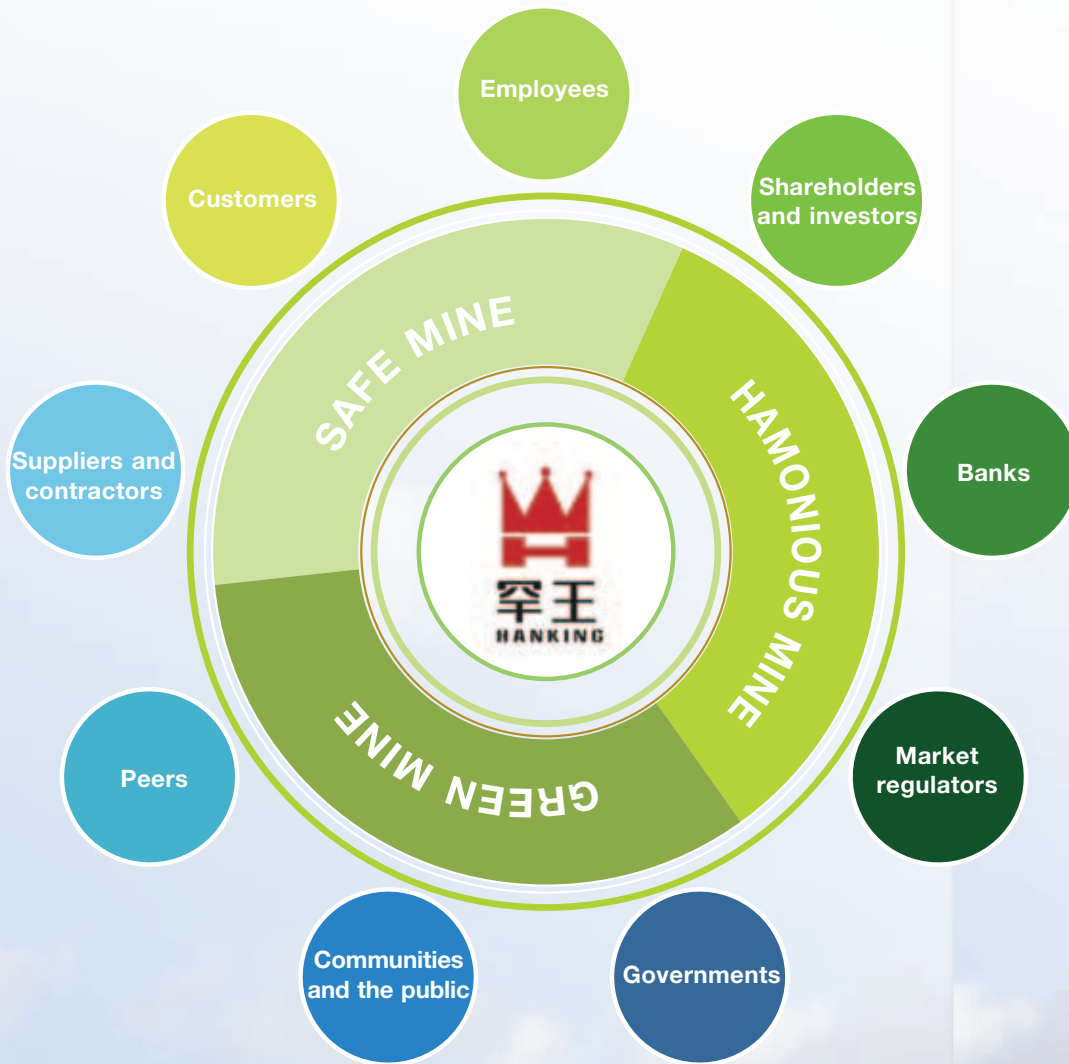 Employees
Shareholders
and investors
Banks
Market
regulators
Governments
Communities
and the public
Peers
Suppliers and
contractors
Customers
SAFE MINE
HAMONIOUS MINE
GREEN MINE
罕王
HANKING